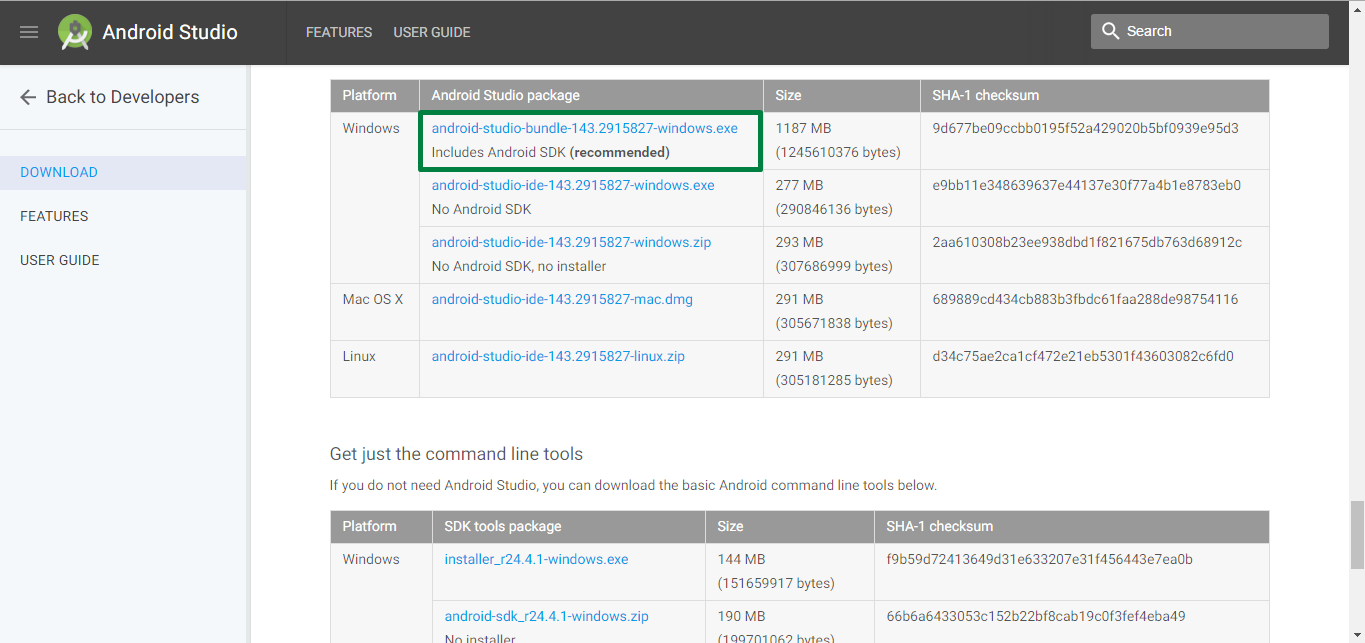 Android Studio
FEATURES
USER GUIDE
Search
Back to Developers
DOWNLOAD
FEATURES
USER GUIDE
Platform Android Studio package Size SHA-1 checksum
Windows android-studio-bundle-143.2915827-windows.exe 1187 MB 9d677be09ccbb0195f52a429020b5bf0939e95d3
Includes Android SDK (recommended) (1245610376 bytes)
android-studio-ide-143.2915827-windows.exe 277 MB e9bb11e348639637e44137e30f77a4b1e8783eb0
No Android SDK (290846136 bytes)
android-studio-ide-143.2915827-windows.zip 293 MB 2aa610308b23ee938dbd1f821675db763d68912c
No Android SDK, no installer (307686999 bytes)
Mac OS X android-studio-ide-143.2915827-mac.dmg 291 MB 689889cd434cb883b3fbdc61faa288de98754116
(305671838 bytes)
Linux android-studio-ide-143.2915827-linux.zip 291 MB d34c75ae2ca1cf472e21eb5301f43603082c6fd0
(305181285 bytes)
Get just the command line tools
If you do not need Android Studio, you can download the basic Android command line tools below.
Platform SDK tools package Size SHA-1 checksum
Windows installer_r24.4.1-windows.exe 144 MB f9b59d72413649d31e633207e31f456443e7ea0b
(151659917 bytes)
android-sdk_r24.4.1-windows.zip 190 MB 66b6a6433053c152b22bf8cab19c0f3fef4eba49
No installer (199701062 bytes)